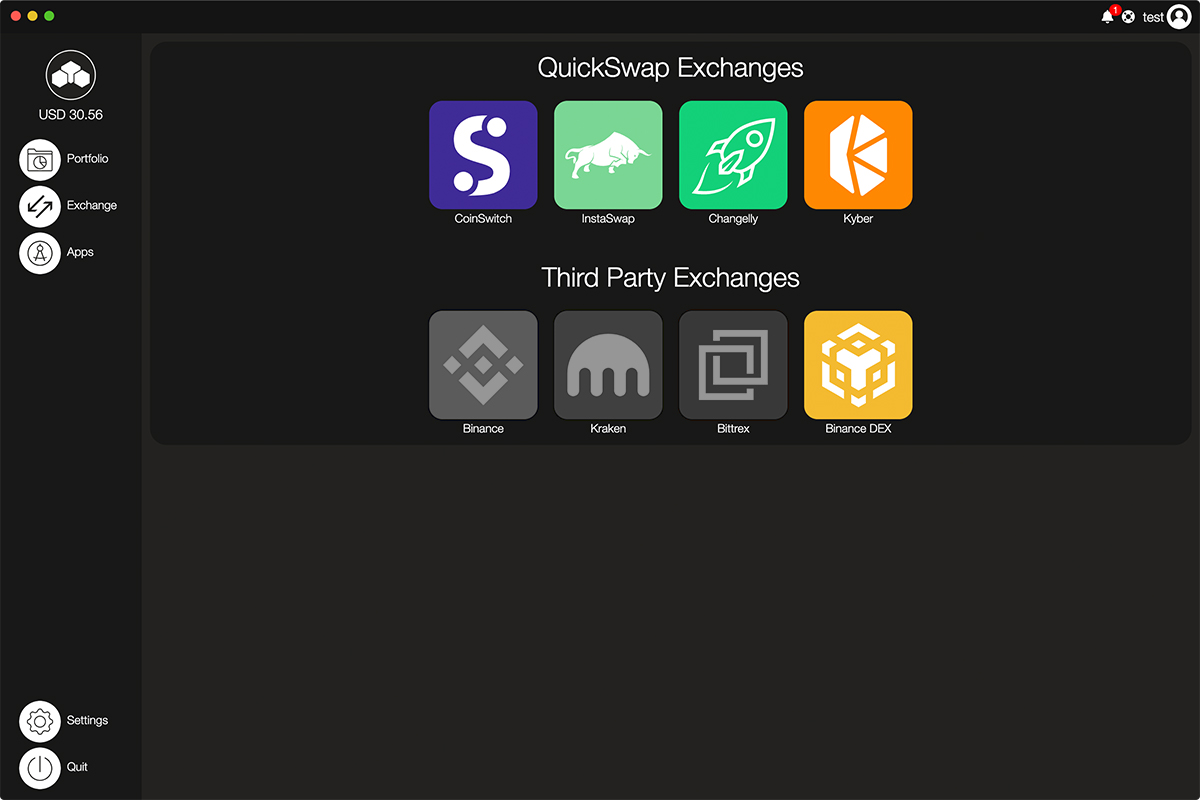 1
test
USD 30.56
Portfolio
Exchange
Apps
QuickSwap Exchanges
CoinSwitch
InstaSwap
Changelly
Kyber
Third Party Exchanges
Binance
Kraken
Bittrex
Binance DEX
Settings
Quit